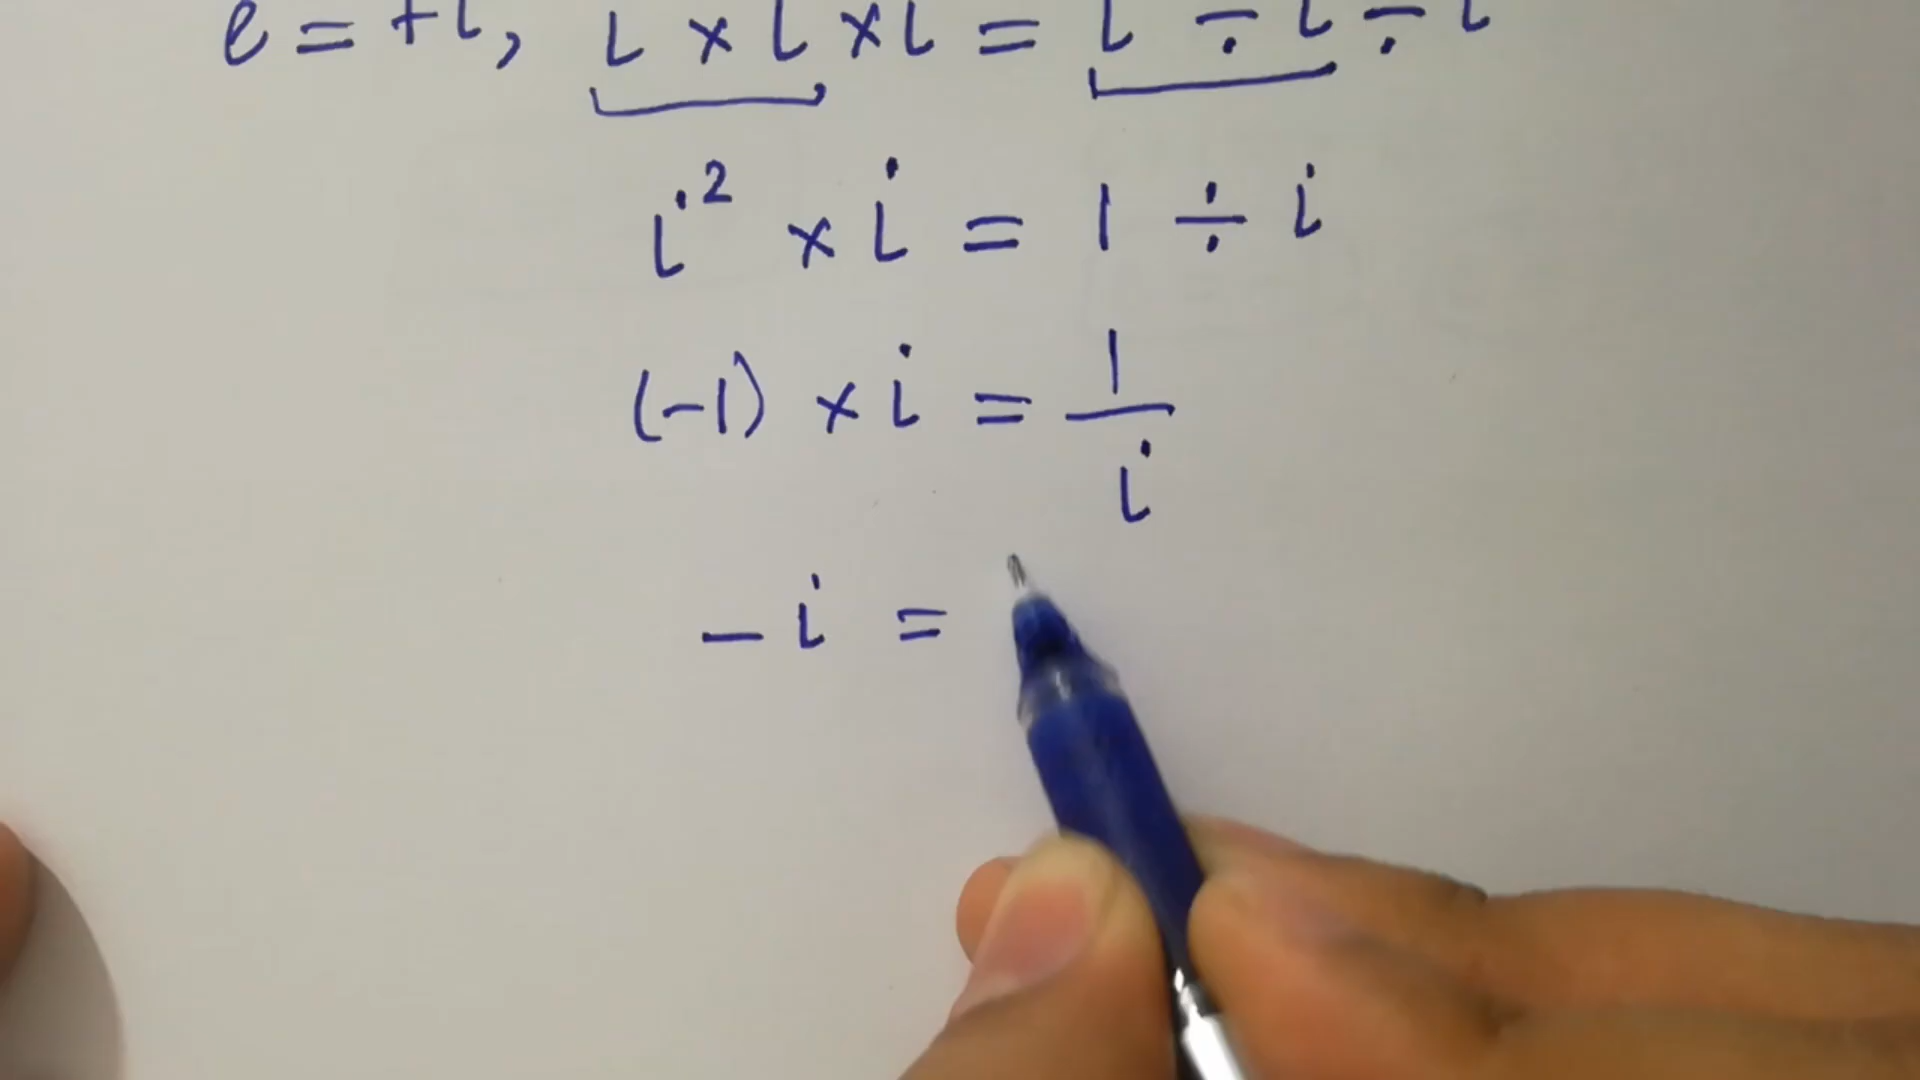 e = +i, i × i × i = i ÷ i ÷ i
i² × i = 1 ÷ i
(-1) × i = 1/i
- i =